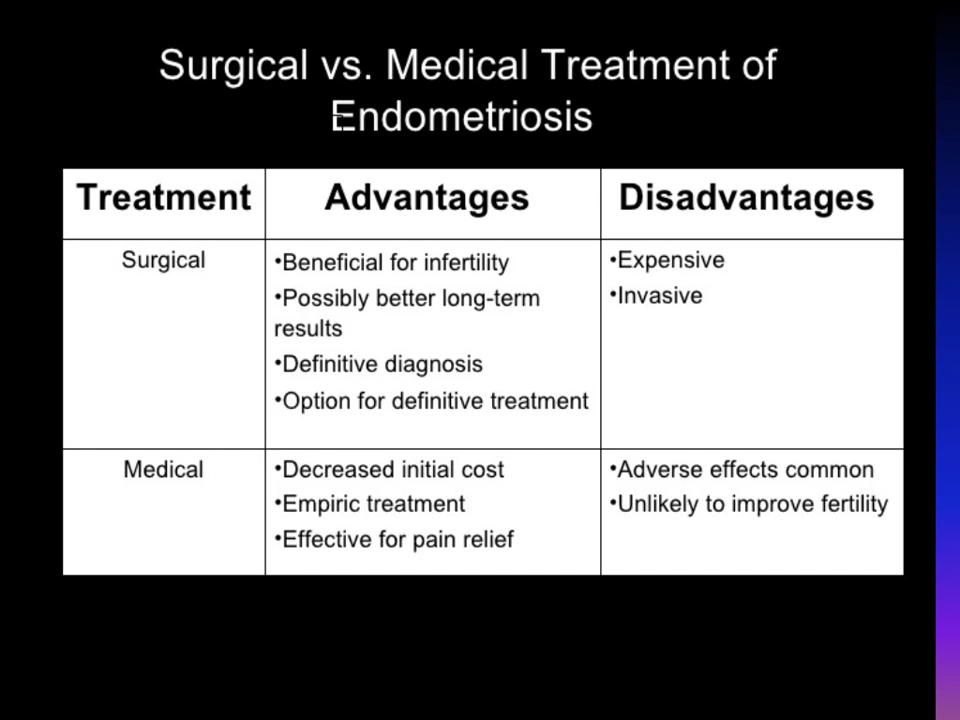 Surgical vs. Medical Treatment of
Endometriosis
Treatment
Advantages
Disadvantages
Surgical
•Beneficial for infertility
•Possibly better long-term
results
•Definitive diagnosis
•Option for definitive treatment
•Expensive
•Invasive
Medical
•Decreased initial cost
•Empiric treatment
•Effective for pain relief
•Adverse effects common
•Unlikely to improve fertility